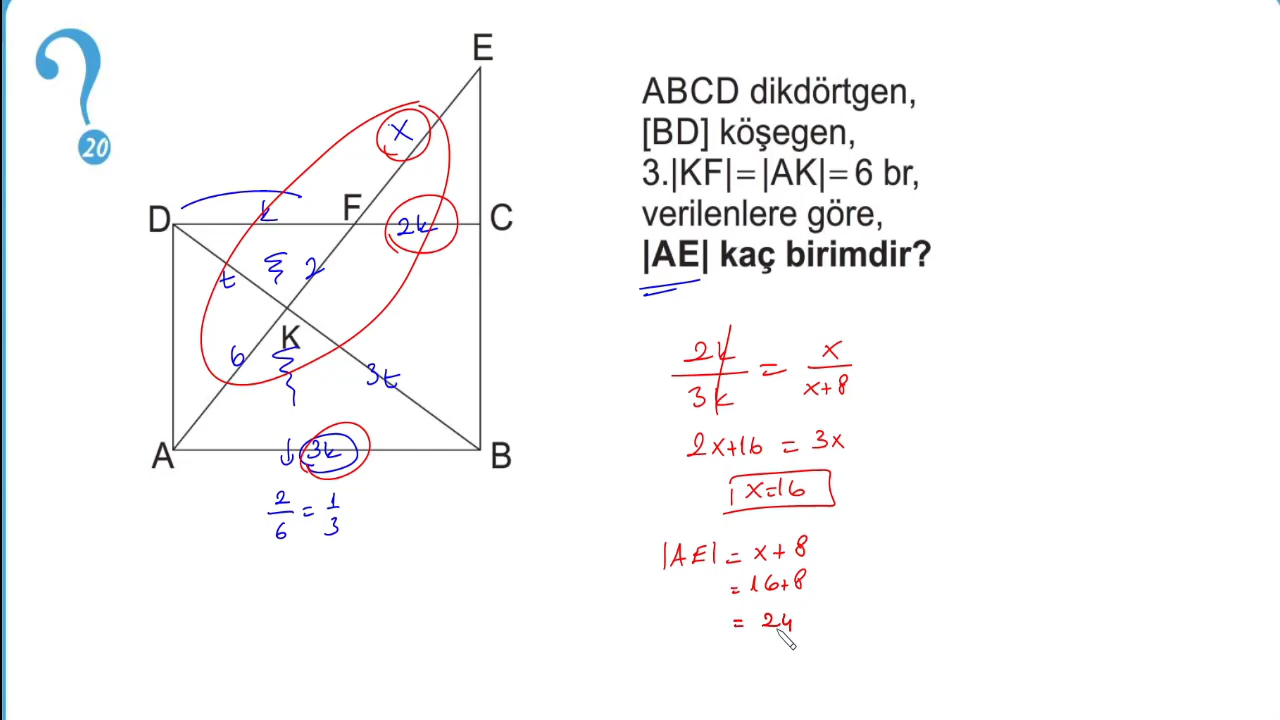 ?
20
E
x
D
k
F
2k
C
t
2
K
6
3t
A
3k
B
2/6 = 1/3
ABCD dikdörtgen,
[BD] köşegen,
3.|KF|=|AK|= 6 br,
verilenlere göre,
|AE| kaç birimdir?
2k/3k = x/x+8
2x+16 = 3x
x=16
|AE| = x+8
= 16+8
= 24